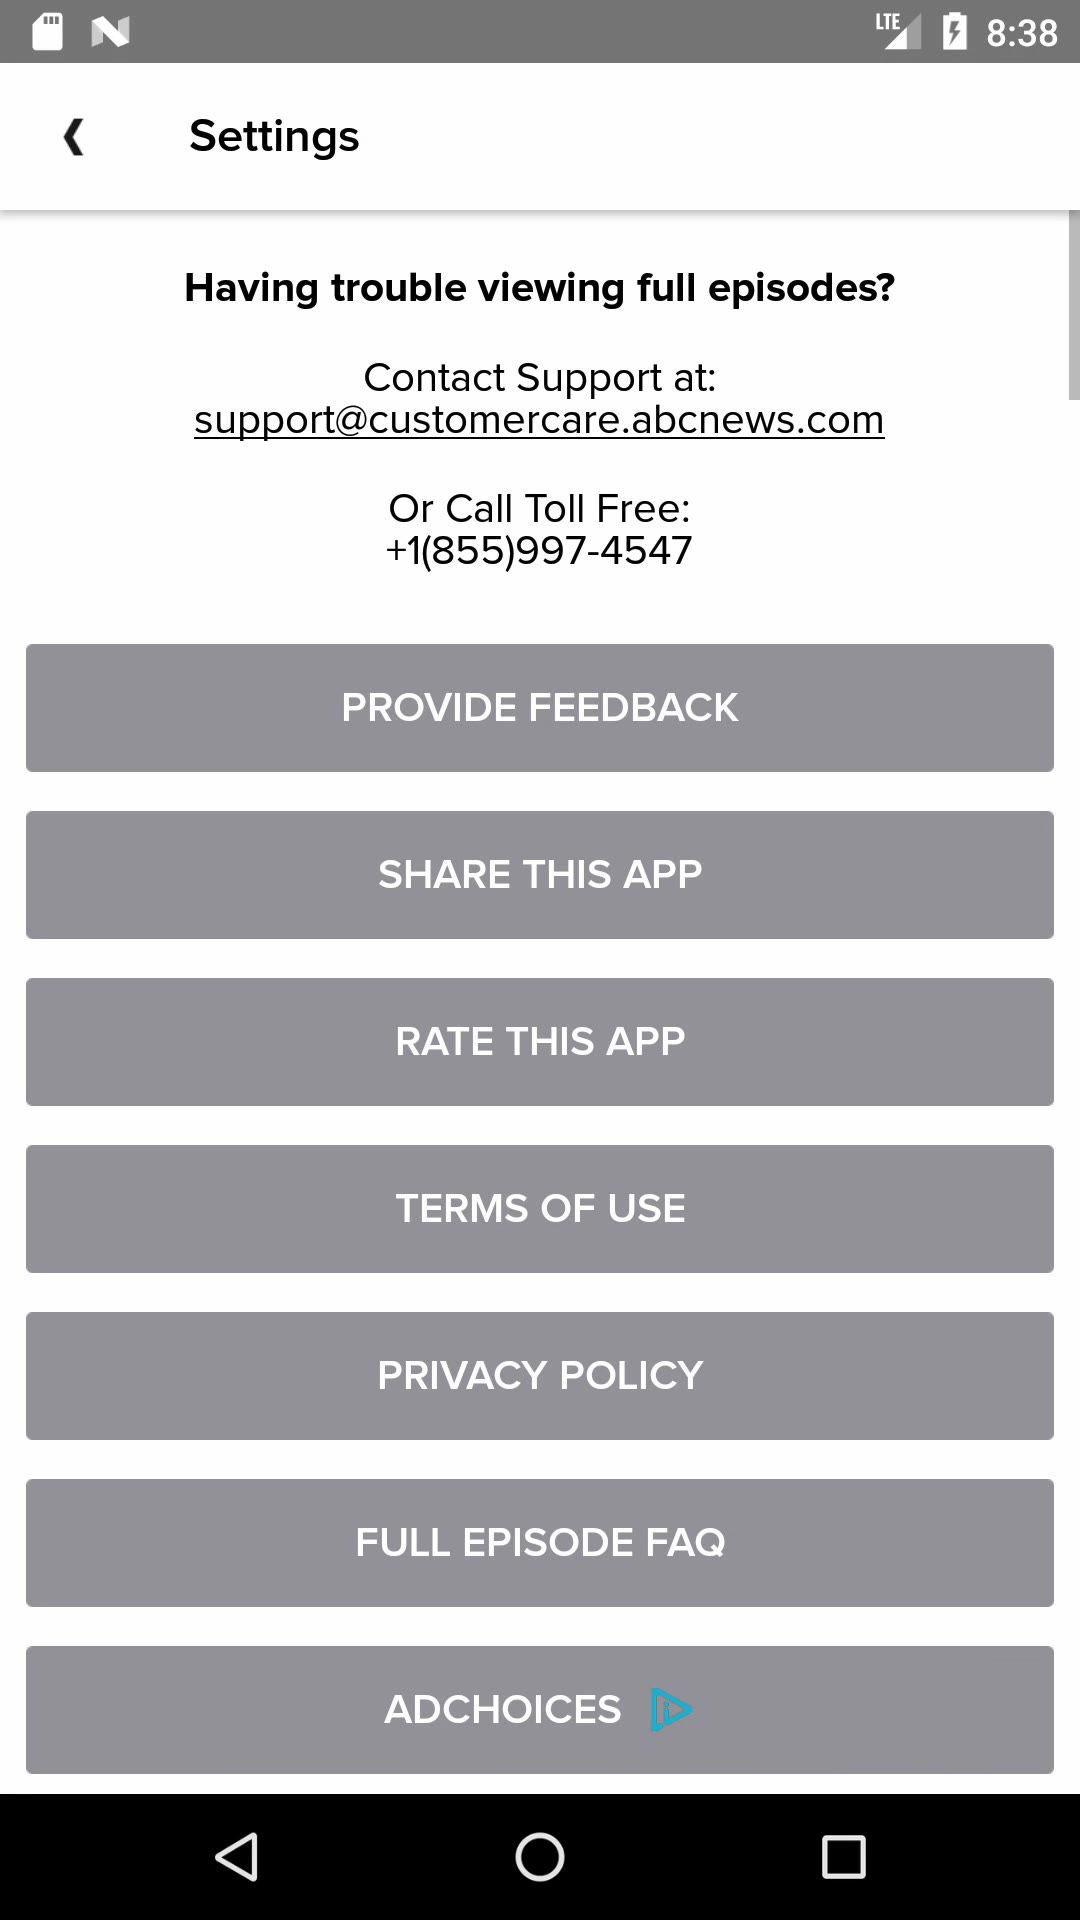 LTE 8:38
Settings
Having trouble viewing full episodes?
Contact Support at:
support@customercare.abcnews.com
Or Call Toll Free:
+1(855)997-4547
PROVIDE FEEDBACK
SHARE THIS APP
RATE THIS APP
TERMS OF USE
PRIVACY POLICY
FULL EPISODE FAQ
ADCHOICES